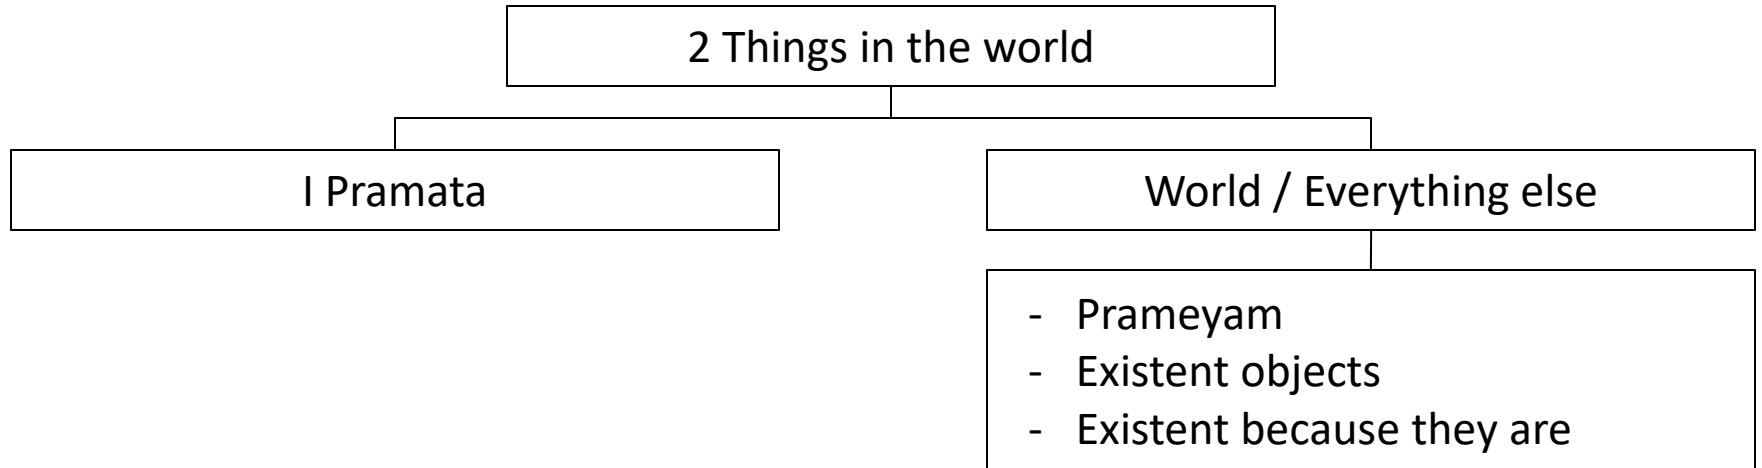 2 Things in the world
I Pramata
World / Everything else
- Prameyam
- Existent objects
- Existent because they are